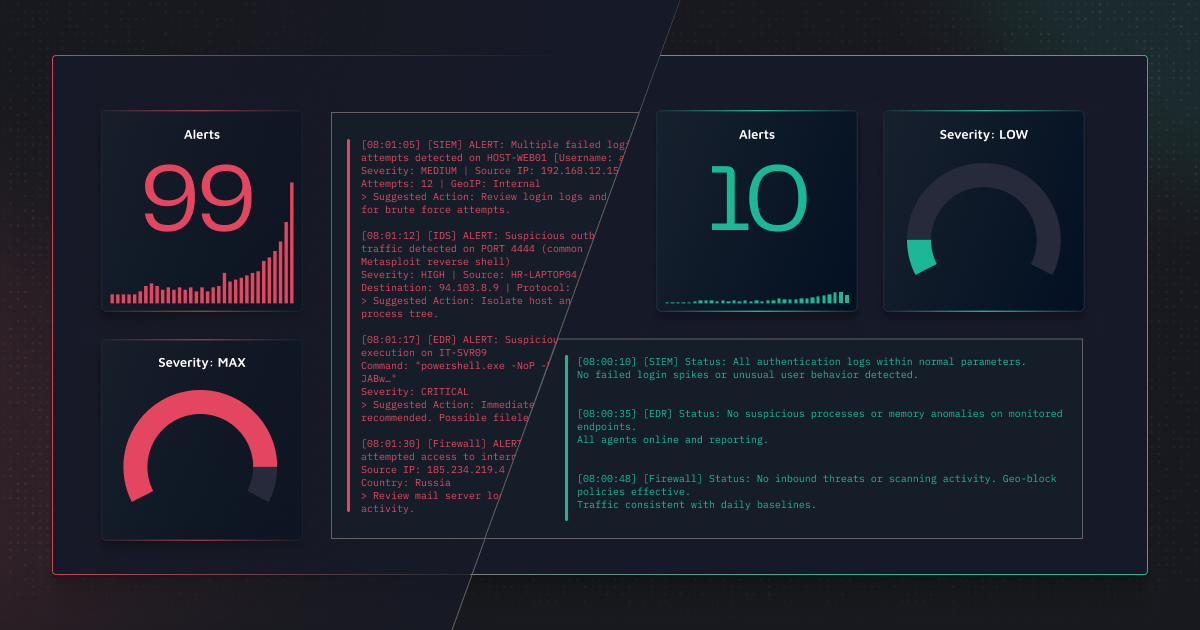 Alerts
99
Severity: MAX
[08:01:05] [SIEM] ALERT: Multiple failed
attempts detected on HOST-WEB01 [Username:
Severity: MEDIUM | Source IP: 192.168.12.15
Attempts: 12 | GeoIP: Internal
> Suggested Action: Review login logs and
for brute force attempts.
[08:01:12] [IDS] ALERT: Suspicious
traffic detected on PORT 4444 (common
Metasploit reverse shell)
Severity: HIGH | Source: HR-LAPTOP04
Destination: 94.103.8.9 | Protocol:
> Suggested Action: Isolate host
process tree.
[08:01:17] [EDR] ALERT:
execution on IT-SVR09
Command: "powershell.exe -NoP
JABw…"
Severity: CRITICAL
> Suggested Action: Immediate
recommended. Possible
[08:01:30] [Firewall] ALERT
attempted access to
Source IP: 185.234.219.4
Country: Russia
> Review mail server
activity.
Alerts
10
Severity: LOW
[08:00:10] [SIEM] Status: All authentication logs within normal parameters.
No failed login spikes or unusual user behavior detected.
[08:00:35] [EDR] Status: No suspicious processes or memory anomalies on monitored
endpoints.
All agents online and reporting.
[08:00:48] [Firewall] Status: No inbound threats or scanning activity. Geo-block
policies effective.
Traffic consistent with daily baselines.